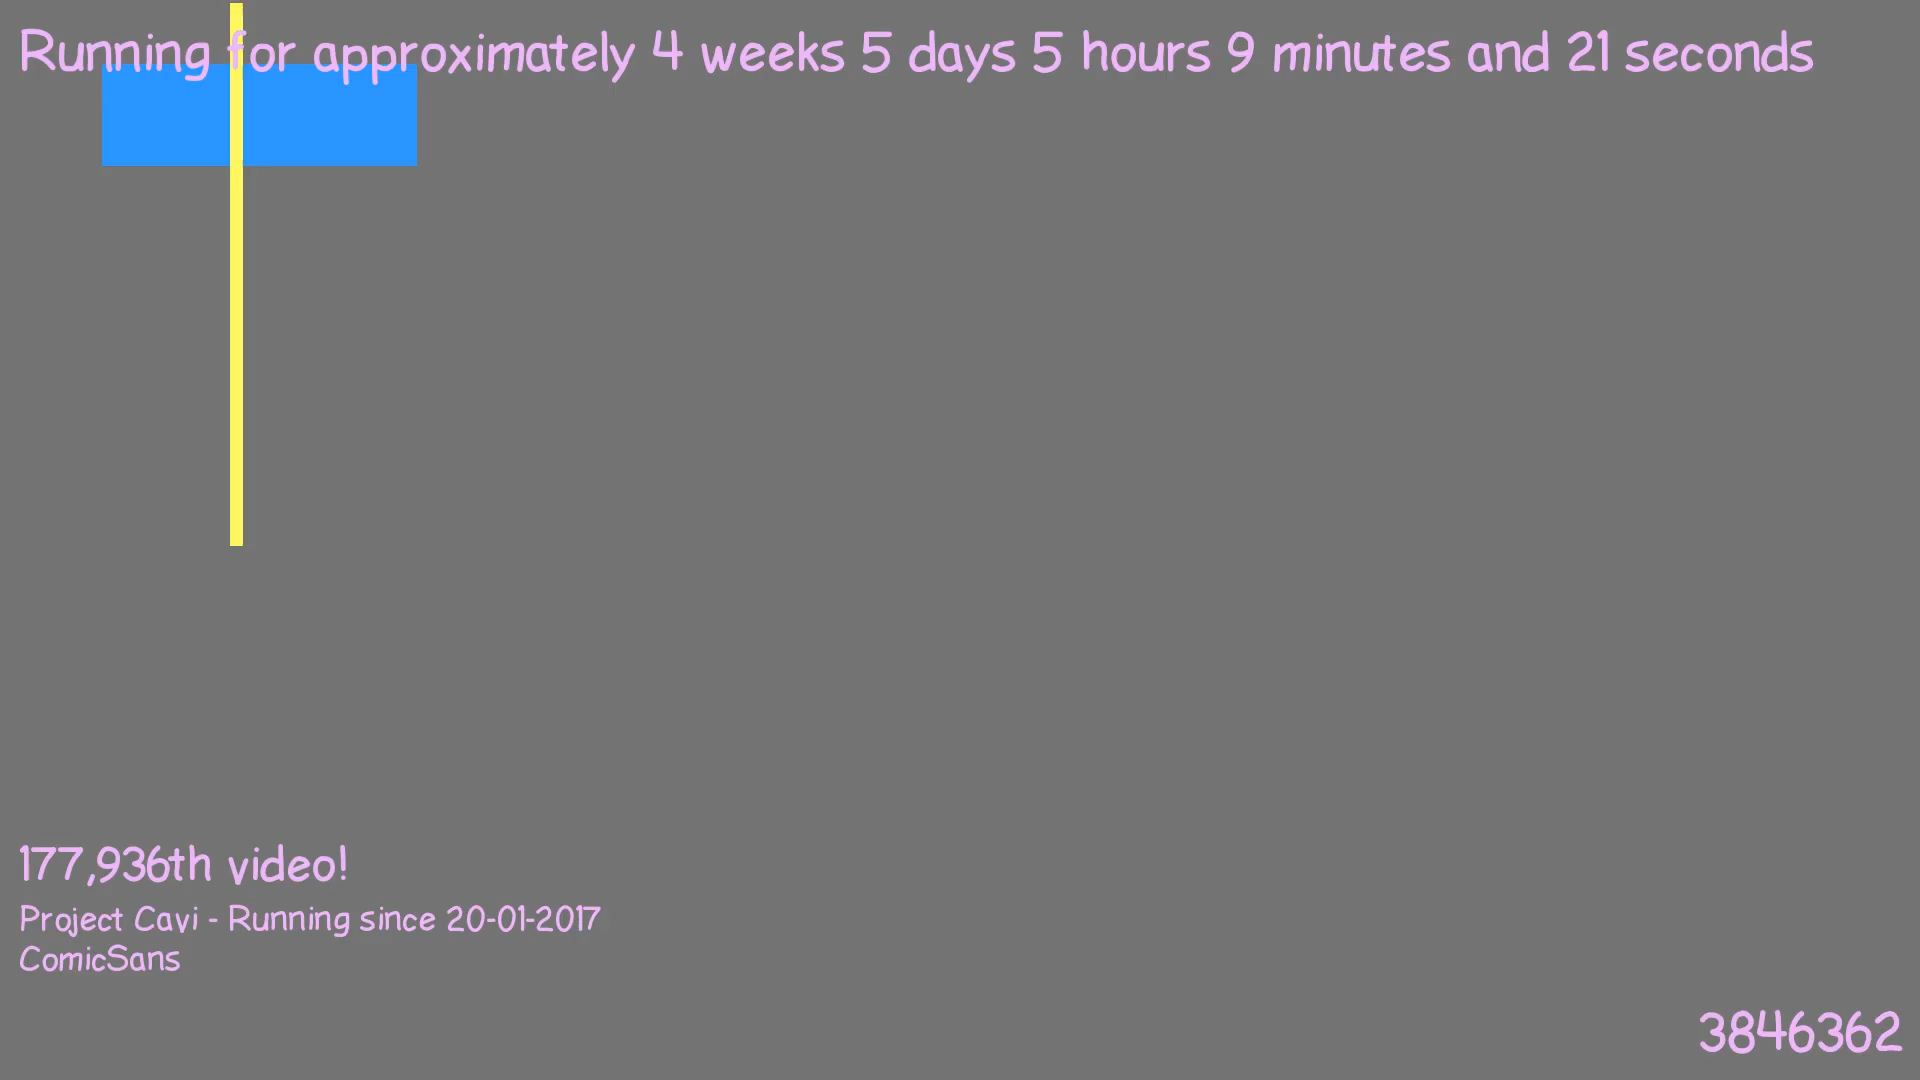 Running for approximately 4 weeks 5 days 5 hours 9 minutes and 21 seconds
177,936th video!
Project Cavi - Running since 20-01-2017
ComicSans
3846362